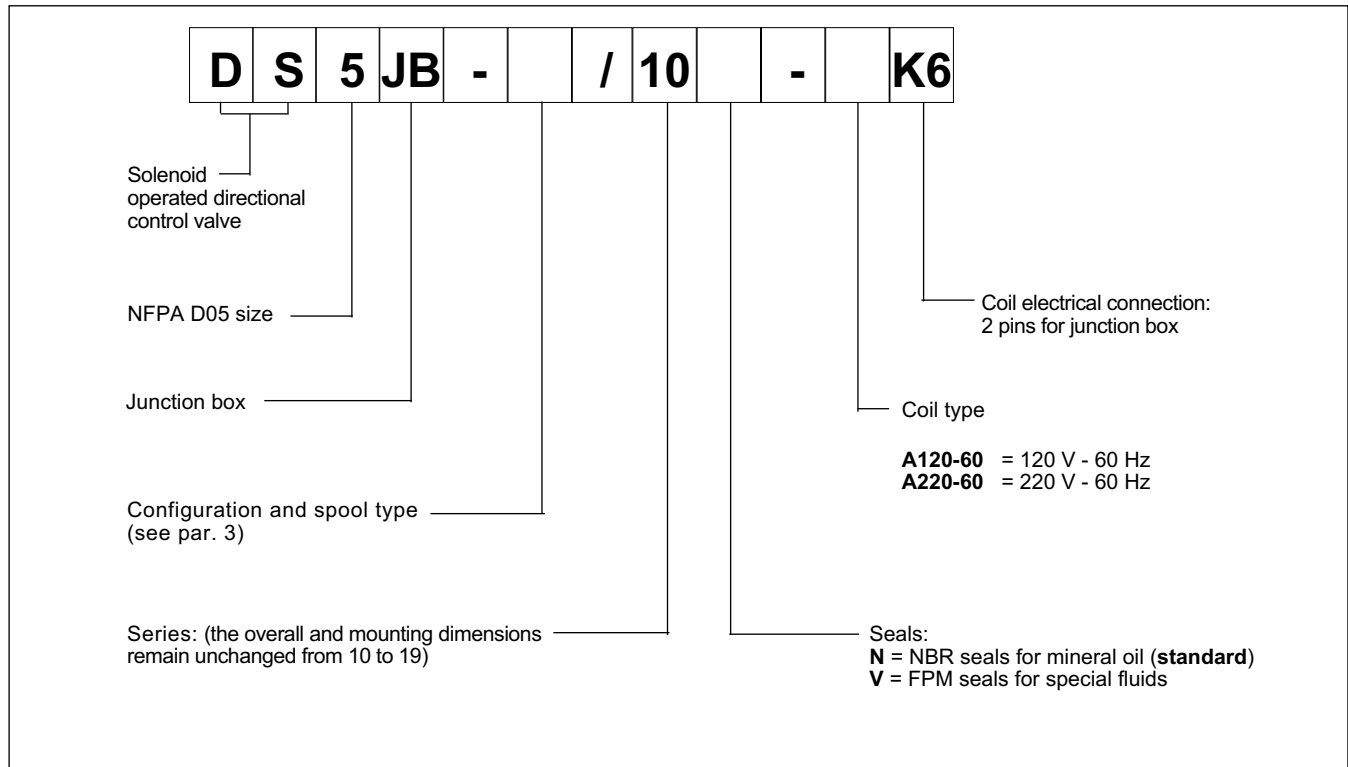 D S 5 JB - / 10 - K6
Solenoid
operated directional
control valve
NFPA D05 size
Junction box
Configuration and spool type
(see par. 3)
Series: (the overall and mounting dimensions
remain unchanged from 10 to 19)
Coil electrical connection:
2 pins for junction box
Coil type
A120-60 = 120 V - 60 Hz
A220-60 = 220 V - 60 Hz
Seals:
N = NBR seals for mineral oil (standard)
V = FPM seals for special fluids